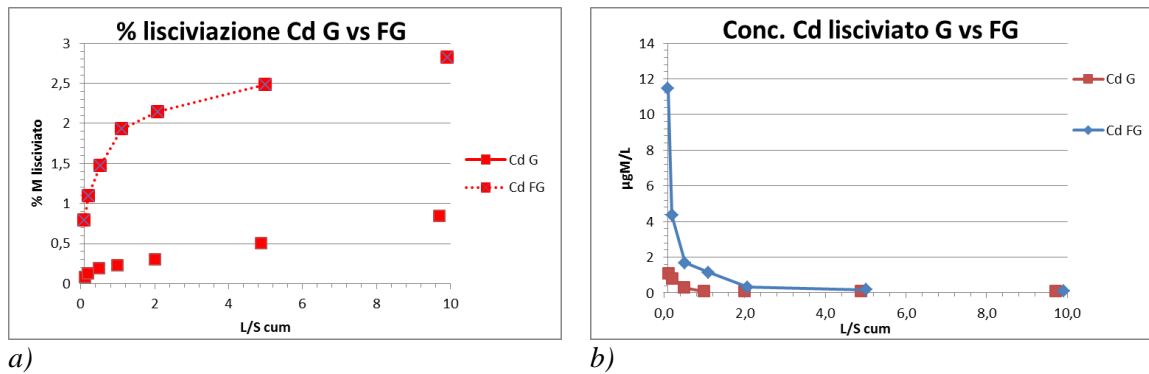 % lisciviazione Cd G vs FG
3
2,5
2
1,5
1
0,5
0
% M lisciviato
0 2 4 6 8 10
L/S cum
Cd G
Cd FG
a)
Conc. Cd lisciviato G vs FG
14
12
10
8
6
4
2
0
µgM/L
0,0 2,0 4,0 6,0 8,0 10,0
L/S cum
Cd G
Cd FG
b)